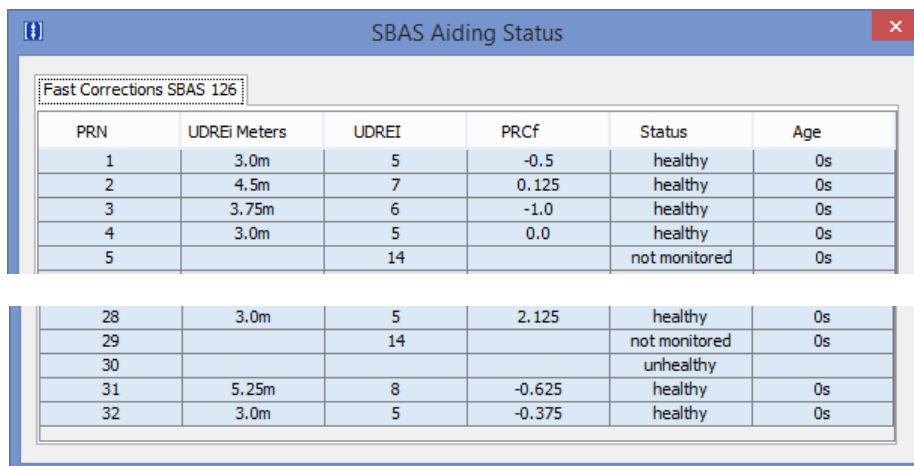 SBAS Aiding Status
Fast Corrections SBAS 126
PRN UDREi Meters UDREI PRCf Status Age
1 3.0m 5 -0.5 healthy 0s
2 4.5m 7 0.125 healthy 0s
3 3.75m 6 -1.0 healthy 0s
4 3.0m 5 0.0 healthy 0s
5 14 not monitored 0s
28 3.0m 5 2.125 healthy 0s
29 14 not monitored 0s
30 unhealthy
31 5.25m 8 -0.625 healthy 0s
32 3.0m 5 -0.375 healthy 0s